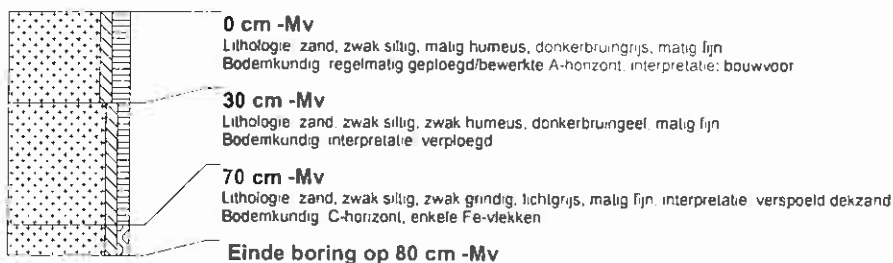 0 cm -Mv
Lithologie zand, zwak siltig, matig humeus, donkerbruingrijs, matig fijn
Bodemkundig regelmatig geploegd/bewerkte A-horizont, interpretatie: bouwvoor
30 cm -Mv
Lithologie zand, zwak siltig, zwak humeus, donkerbruingeel, matig fijn
Bodemkundig interpretatie verploegd
70 cm -Mv
Lithologie zand, zwak siltig, zwak grindig, lichtgrijs, matig fijn, interpretatie verspoeld dekzand
Bodemkundig C-horizont, enkele Fe-vlekken
Einde boring op 80 cm -Mv